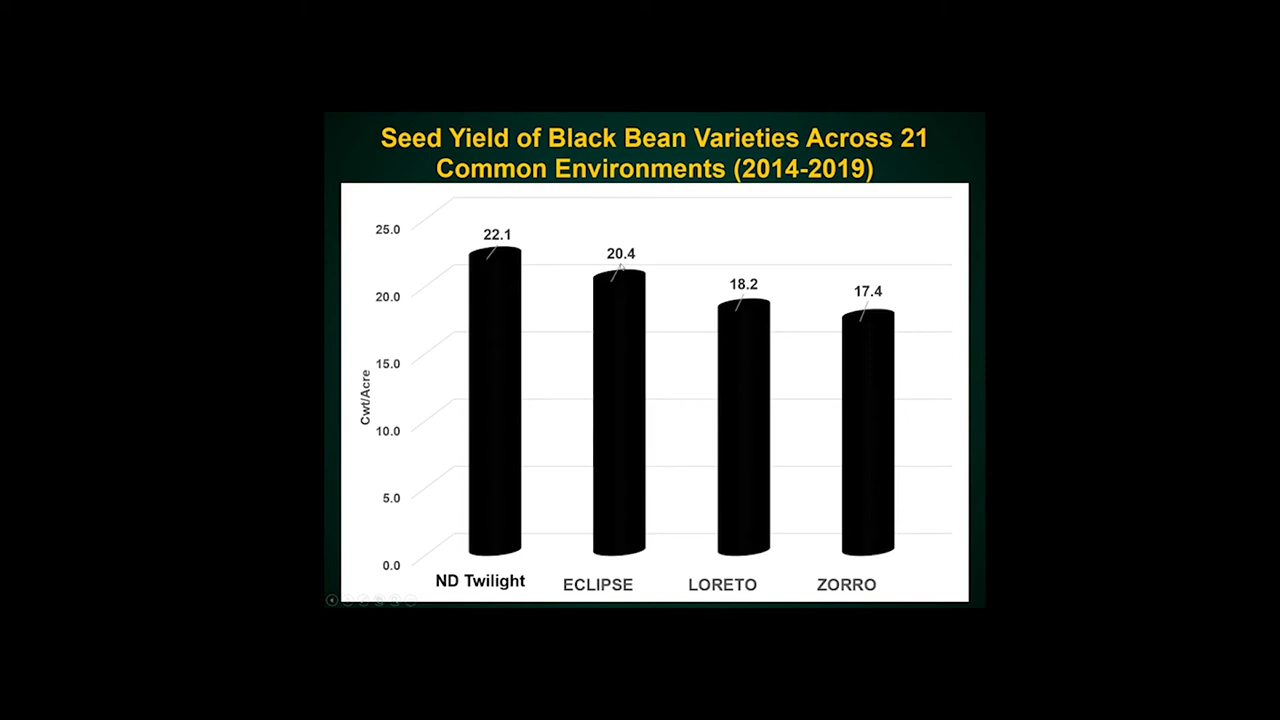 Seed Yield of Black Bean Varieties Across 21
Common Environments (2014-2019)
25.0
20.0
15.0
10.0
5.0
0.0
Cwt/Acre
22.1
20.4
18.2
17.4
ND Twilight
ECLIPSE
LORETO
ZORRO